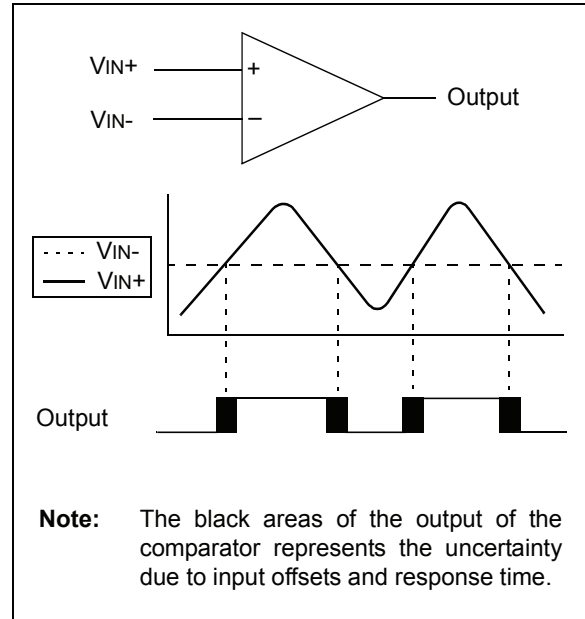 VIN+
+
Output
VIN-
–
VIN-
VIN+
Output
Note: The black areas of the output of the
comparator represents the uncertainty
due to input offsets and response time.